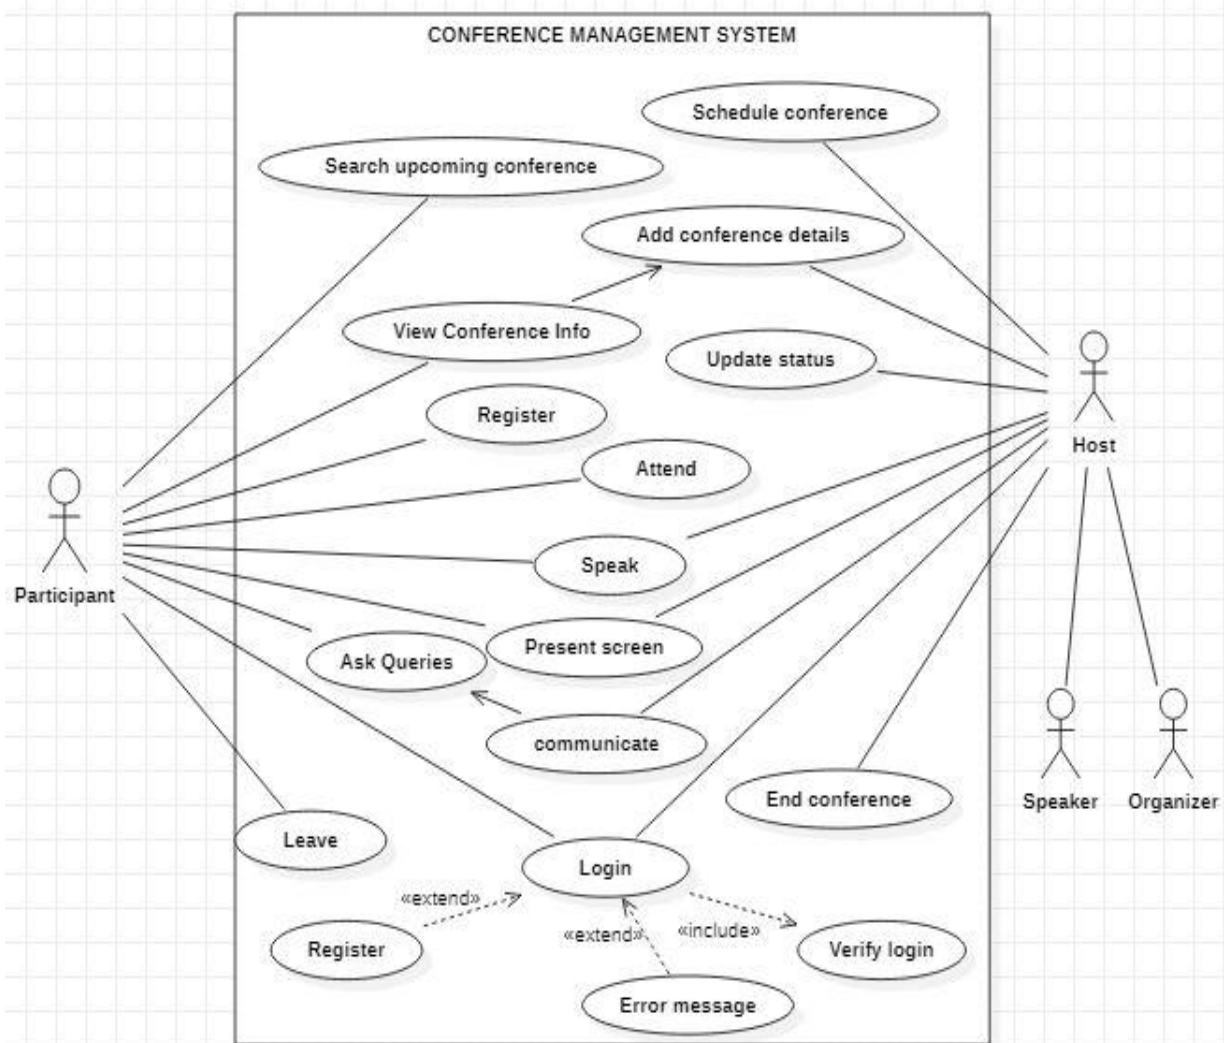 CONFERENCE MANAGEMENT SYSTEM
Schedule conference
Search upcoming conference
Add conference details
View Conference Info
Update status
Register
Host
Attend
Speak
Participant
Present screen
Ask Queries
communicate
End conference
Speaker
Organizer
Leave
Login
«extend»
«extend»
«include»
Register
Verify login
Error message